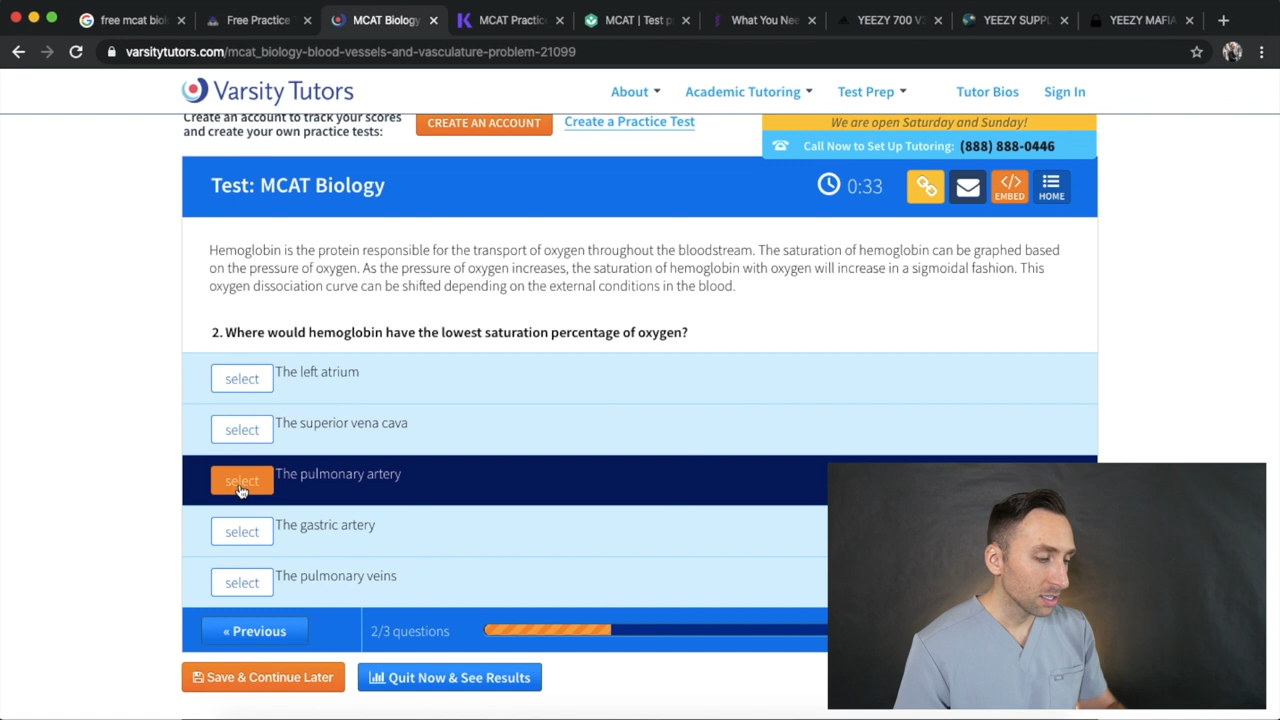 free mcat biol
Free Practice
MCAT Biology
MCAT Practic
MCAT | Test p
What You Nee
YEEZY 700 V3
YEEZY SUPPL
YEEZY MAFIA
varsitytutors.com/mcat_biology-blood-vessels-and-vasculature-problem-21099
Varsity Tutors
About
Academic Tutoring
Test Prep
Tutor Bios
Sign In
Create an account to track your scores
and create your own practice tests:
CREATE AN ACCOUNT
Create a Practice Test
We are open Saturday and Sunday!
Call Now to Set Up Tutoring: (888) 888-0446
Test: MCAT Biology
0:33
EMBED
HOME
Hemoglobin is the protein responsible for the transport of oxygen throughout the bloodstream. The saturation of hemoglobin can be graphed based
on the pressure of oxygen. As the pressure of oxygen increases, the saturation of hemoglobin with oxygen will increase in a sigmoidal fashion. This
oxygen dissociation curve can be shifted depending on the external conditions in the blood.
2. Where would hemoglobin have the lowest saturation percentage of oxygen?
select The left atrium
select The superior vena cava
select The pulmonary artery
select The gastric artery
select The pulmonary veins
« Previous
2/3 questions
Save & Continue Later
Quit Now & See Results